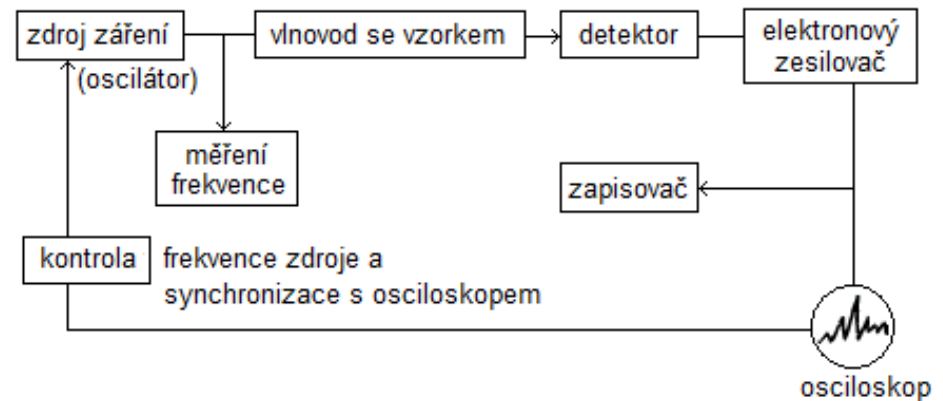 zdroj záření
(oscilátor)
vlnovod se vzorkem
detektor
elektronový
zesilovač
měření
frekvence
zapisovač
kontrola
frekvence zdroje a
synchronizace s osciloskopem
osciloskop